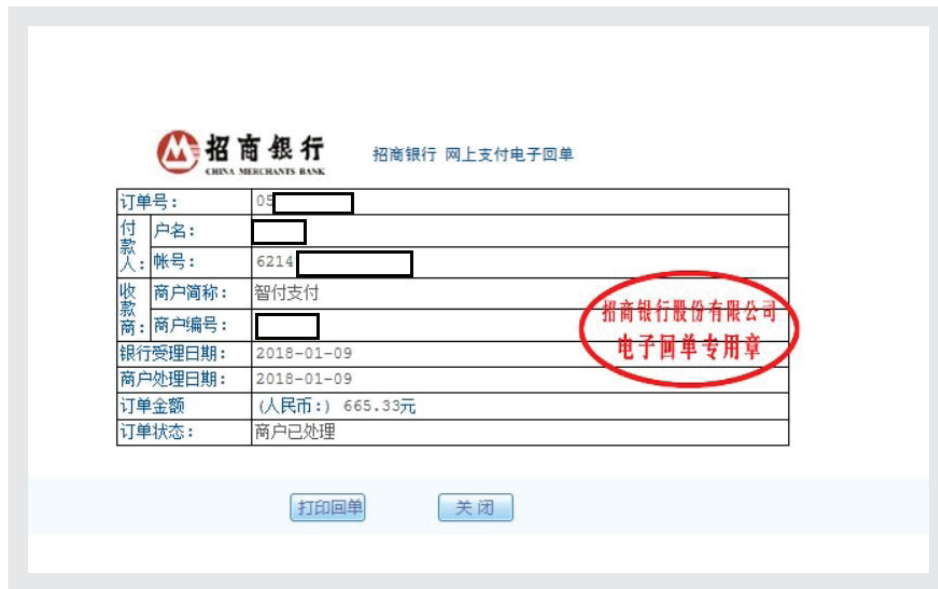 招商银行
CHINA MERCHANTS BANK
招商银行 网上支付电子回单
订单号： 05
付款人： 户名：
帐号： 6214
收款商： 商户简称： 智付支付
商户编号：
招商银行股份有限公司
电子回单专用章
银行受理日期： 2018-01-09
商户处理日期： 2018-01-09
订单金额 (人民币：) 665.33元
订单状态： 商户已处理
打印回单 关闭